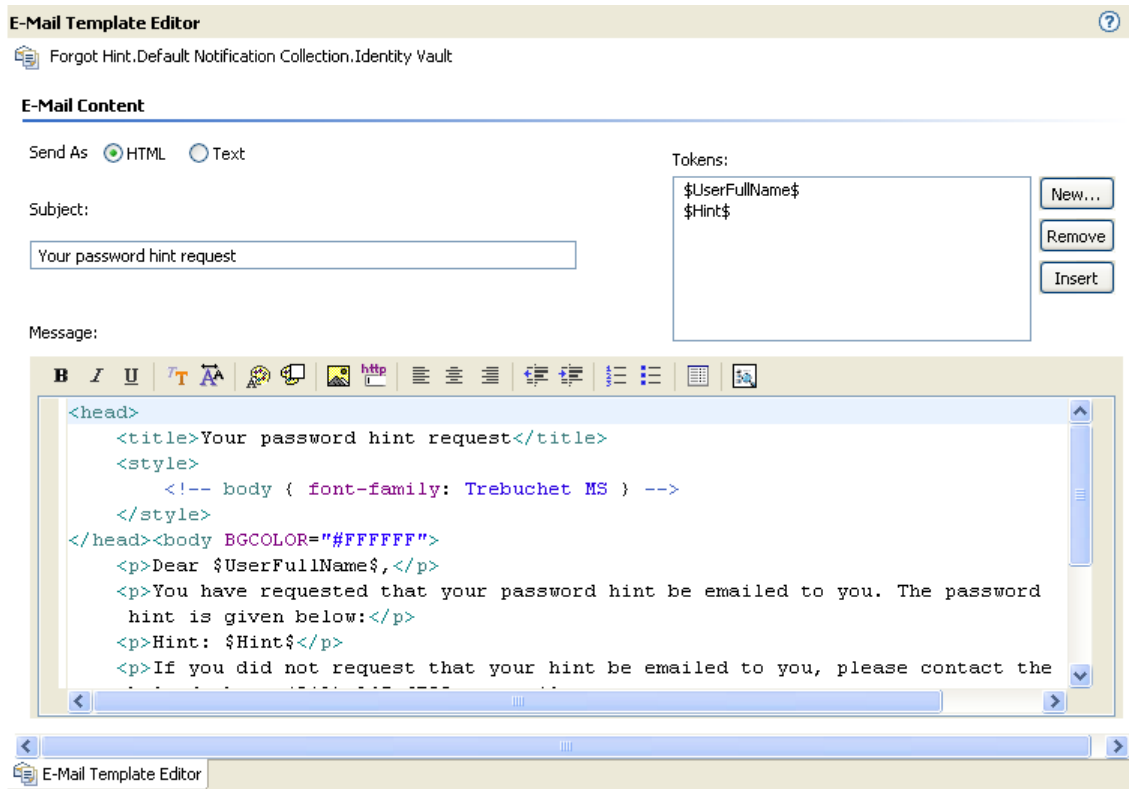 E-Mail Template Editor
Forgot Hint.Default Notification Collection.Identity Vault
E-Mail Content
Send As HTML Text
Tokens:
$UserFullName$
$Hint$
New...
Remove
Insert
Subject:
Your password hint request
Message:
B I U TT AA A http
<head>
<title>Your password hint request</title>
<style>
<!-- body { font-family: Trebuchet MS } -->
</style>
</head><body BGCOLOR="#FFFFFF">
<p>Dear $UserFullName$,</p>
<p>You have requested that your password hint be emailed to you. The password
hint is given below:</p>
<p>Hint: $Hint$</p>
<p>If you did not request that your hint be emailed to you, please contact the
E-Mail Template Editor